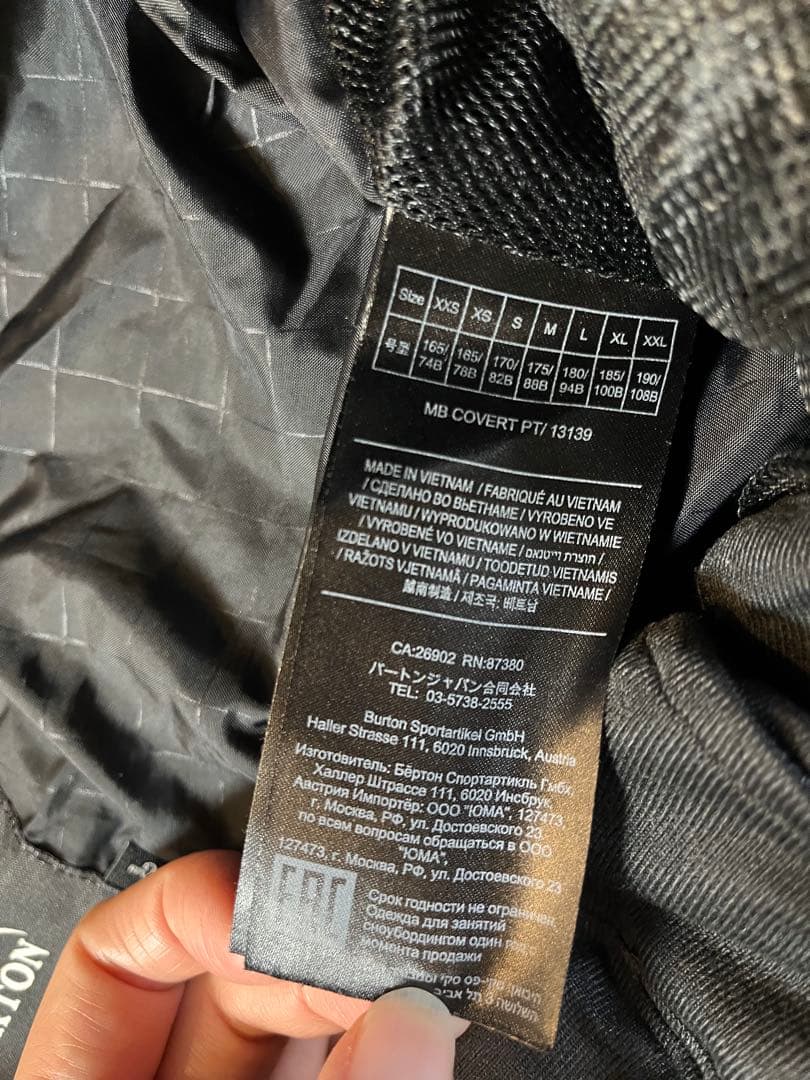 Size XXS XS S M L XL XXL
号型 165/74B 165/78B 170/82B 175/88B 180/94B 185/100B 190/108B
MB COVERT PT/ 13139
MADE IN VIETNAM / FABRIQUÉ AU VIETNAM
/ СДЕЛАНО ВО ВЬЕТНАМЕ / VYROBENO VE
VIETNAMU / WYPRODUKOWANO W WIETNAMIE
/ VYROBENÉ VO VIETNAME / תוצרת וייטנאם /
IZDELANO V VIETNAMU / TOODETUD VIETNAMIS
/ RAŽOTS VJETNAMĀ / PAGAMINTA VIETNAME /
越南制造 / 제조국: 베트남
CA:26902 RN:87380
バートンジャパン合同会社
TEL: 03-5738-2555
Burton Sportartikel GmbH
Haller Strasse 111, 6020 Innsbruck, Austria
Изготовитель: Бёртон Спортартикль Гмбх,
Халлер Штрассе 111, 6020 Инсбрук,
Австрия Импортёр: ООО "ЮМА", 127473,
г. Москва, РФ, ул. Достоевского 23,
по всем вопросам обращаться в ООО
"ЮМА",
127473, г. Москва, РФ, ул. Достоевского 23
EAC
Срок годности не ограничен,
Одежда для занятий
сноубордингом один год
момента продажи